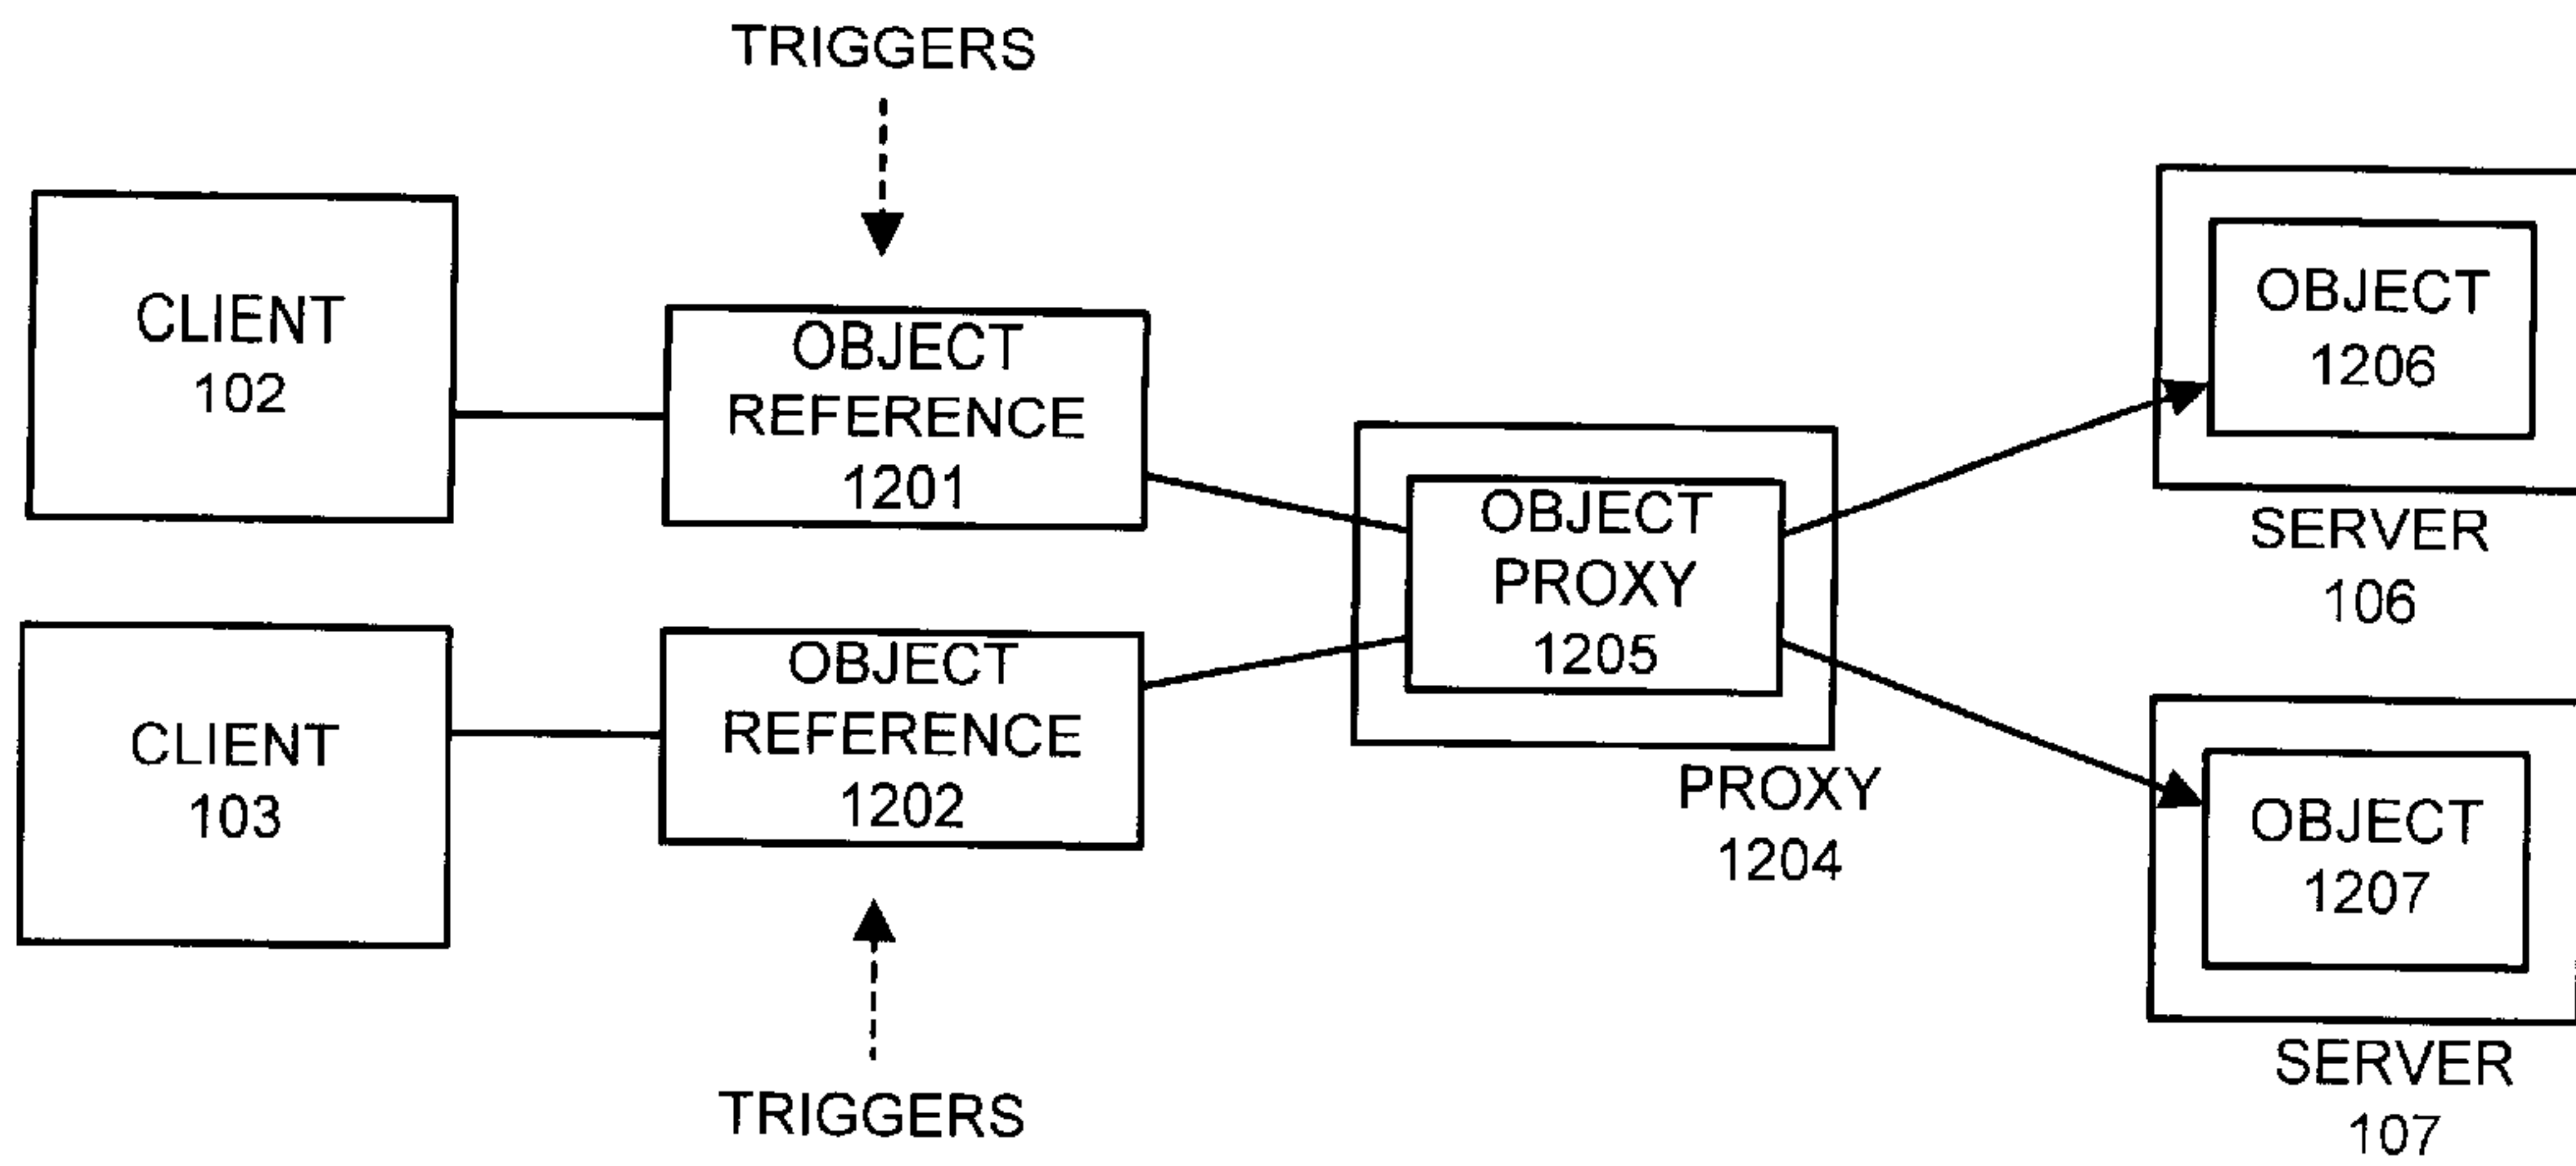 TRIGGERS
CLIENT
102
OBJECT
REFERENCE
1201
OBJECT
1206
SERVER
106
OBJECT
PROXY
1205
PROXY
1204
CLIENT
103
OBJECT
REFERENCE
1202
OBJECT
1207
SERVER
107
TRIGGERS